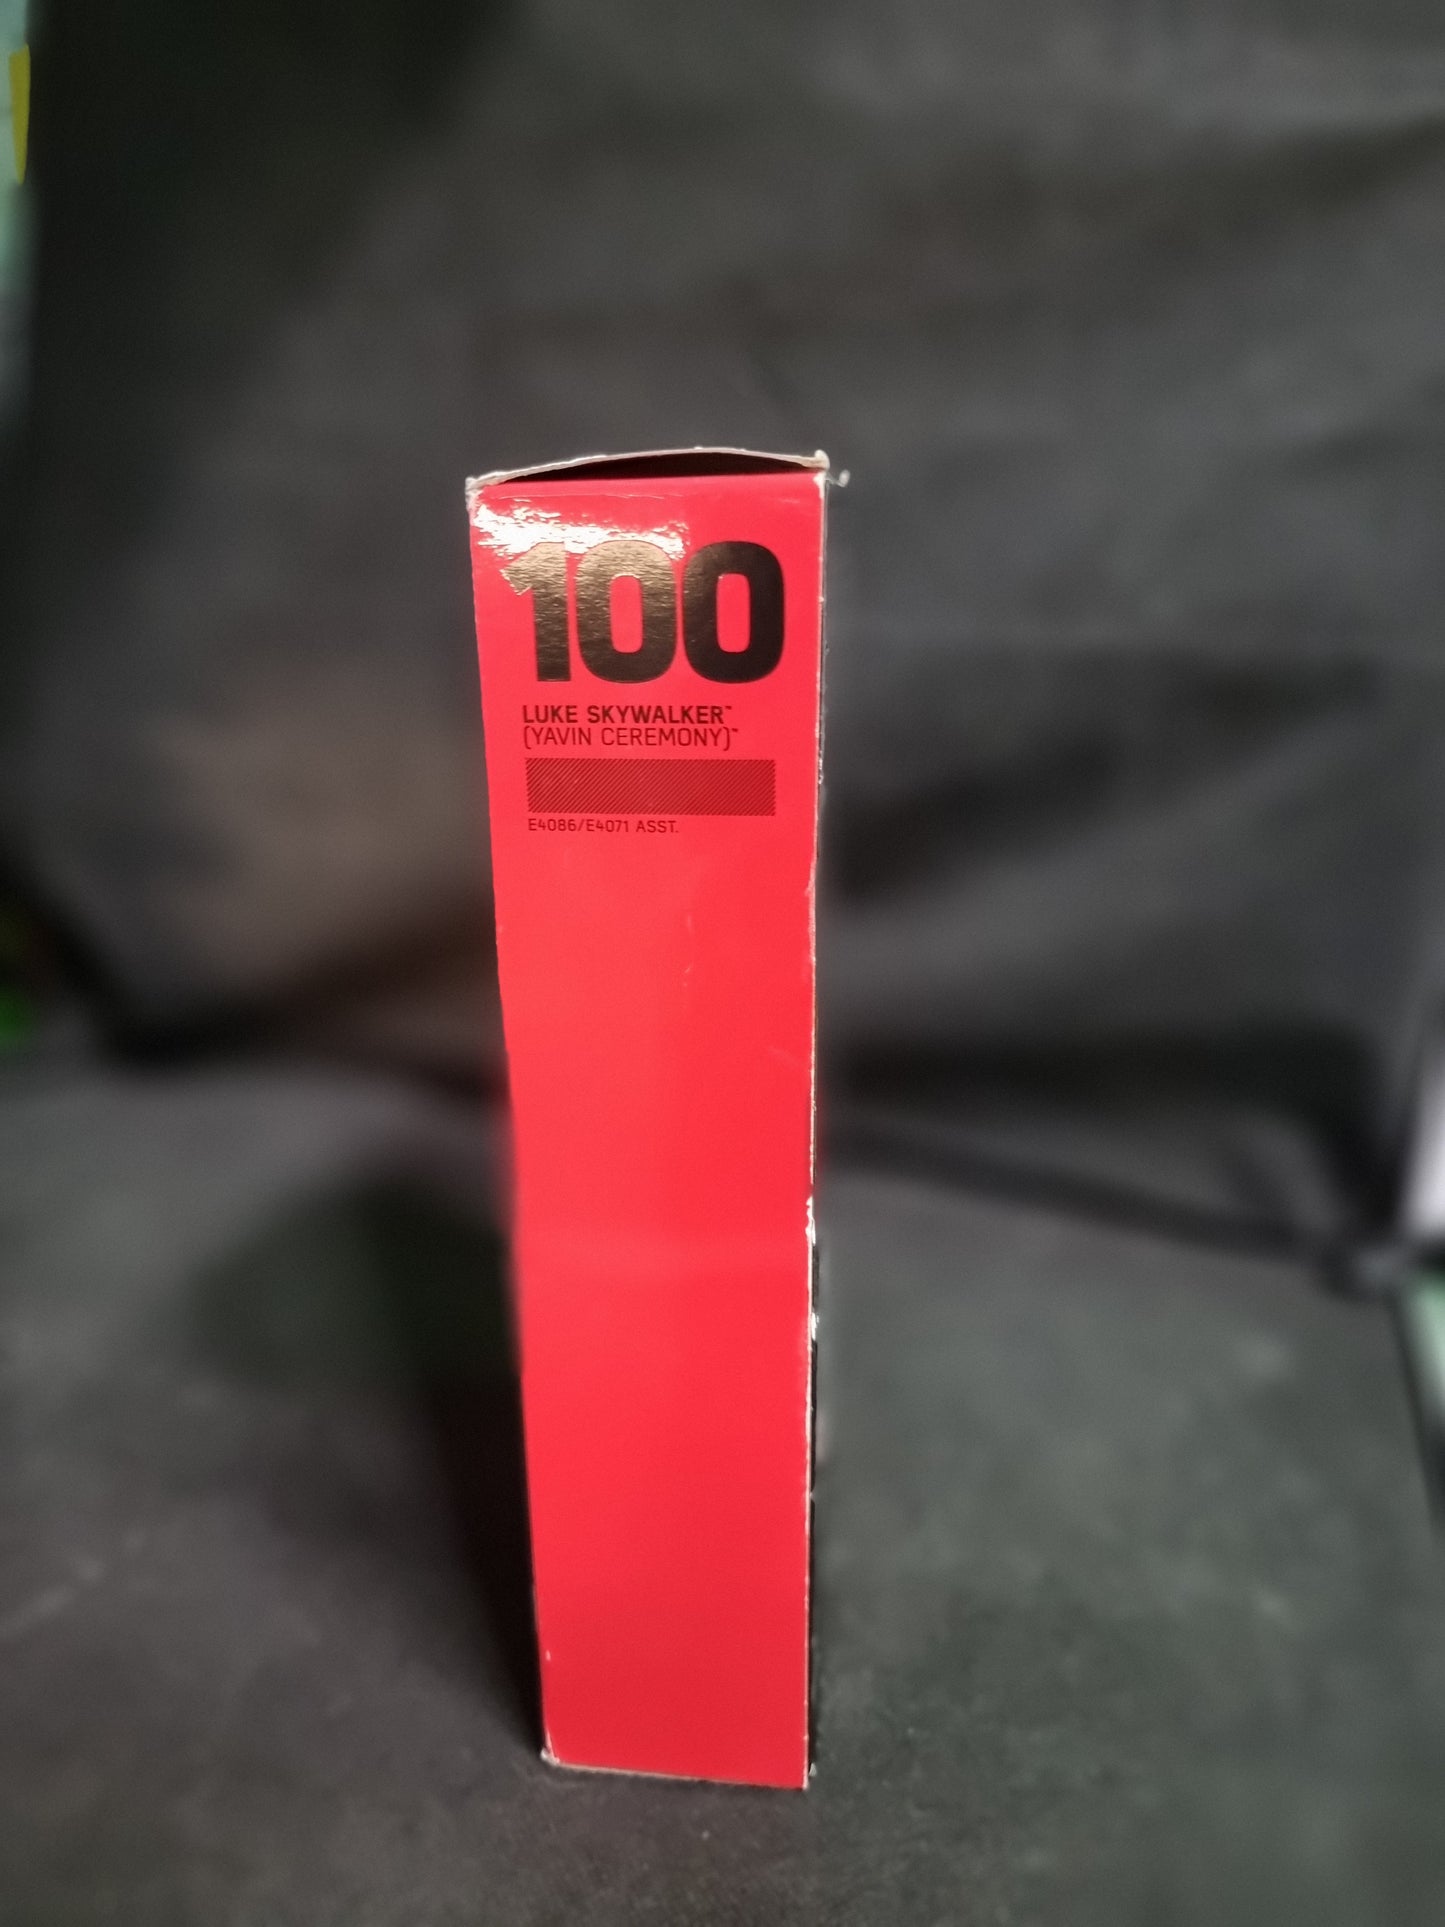 100
LUKE SKYWALKER™
(YAVIN CEREMONY)™
E4086/E4071 ASST.